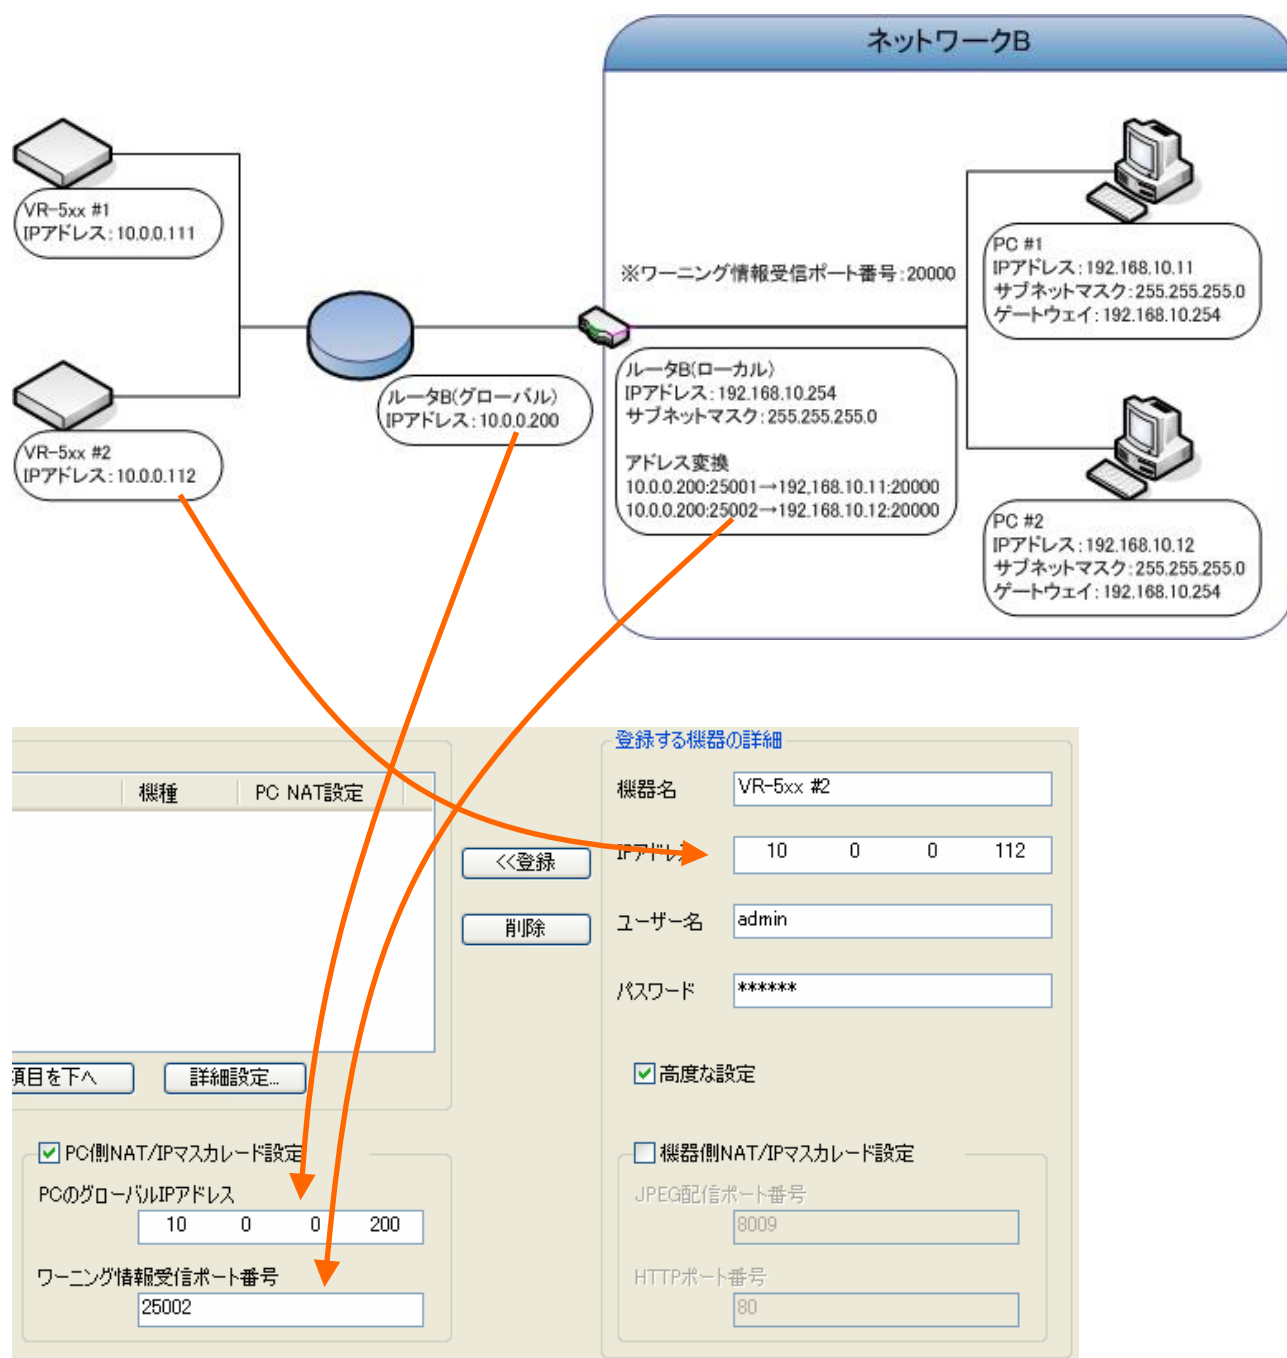 ネットワークB
VR-5xx #1
IPアドレス:10.0.0.111
PC #1
IPアドレス:192.168.10.11
サブネットマスク:255.255.255.0
ゲートウェイ:192.168.10.254
※ワーニング情報受信ポート番号:20000
ルータB(ローカル)
IPアドレス:192.168.10.254
サブネットマスク:255.255.255.0
アドレス変換
10.0.0.200:25001→192,168.10.11:20000
10.0.0.200:25002→192.168.10.12:20000
ルータB(グローバル)
IPアドレス:10.0.0.200
VR-5xx #2
IPアドレス:10.0.0.112
PC #2
IPアドレス:192.168.10.12
サブネットマスク:255.255.255.0
ゲートウェイ:192.168.10.254
登録する機器の詳細
機種 PC NAT設定
機器名 VR-5xx #2
<<登録
IPアドレス 10 0 0 112
削除
ユーザー名 admin
パスワード ******
項目を下へ 詳細設定...
高度な設定
PC側NAT/IPマスカレード設定
PCのグローバルIPアドレス
10 0 0 200
ワーニング情報受信ポート番号
25002
機器側NAT/IPマスカレード設定
JPEG配信ポート番号
8009
HTTPポート番号
80